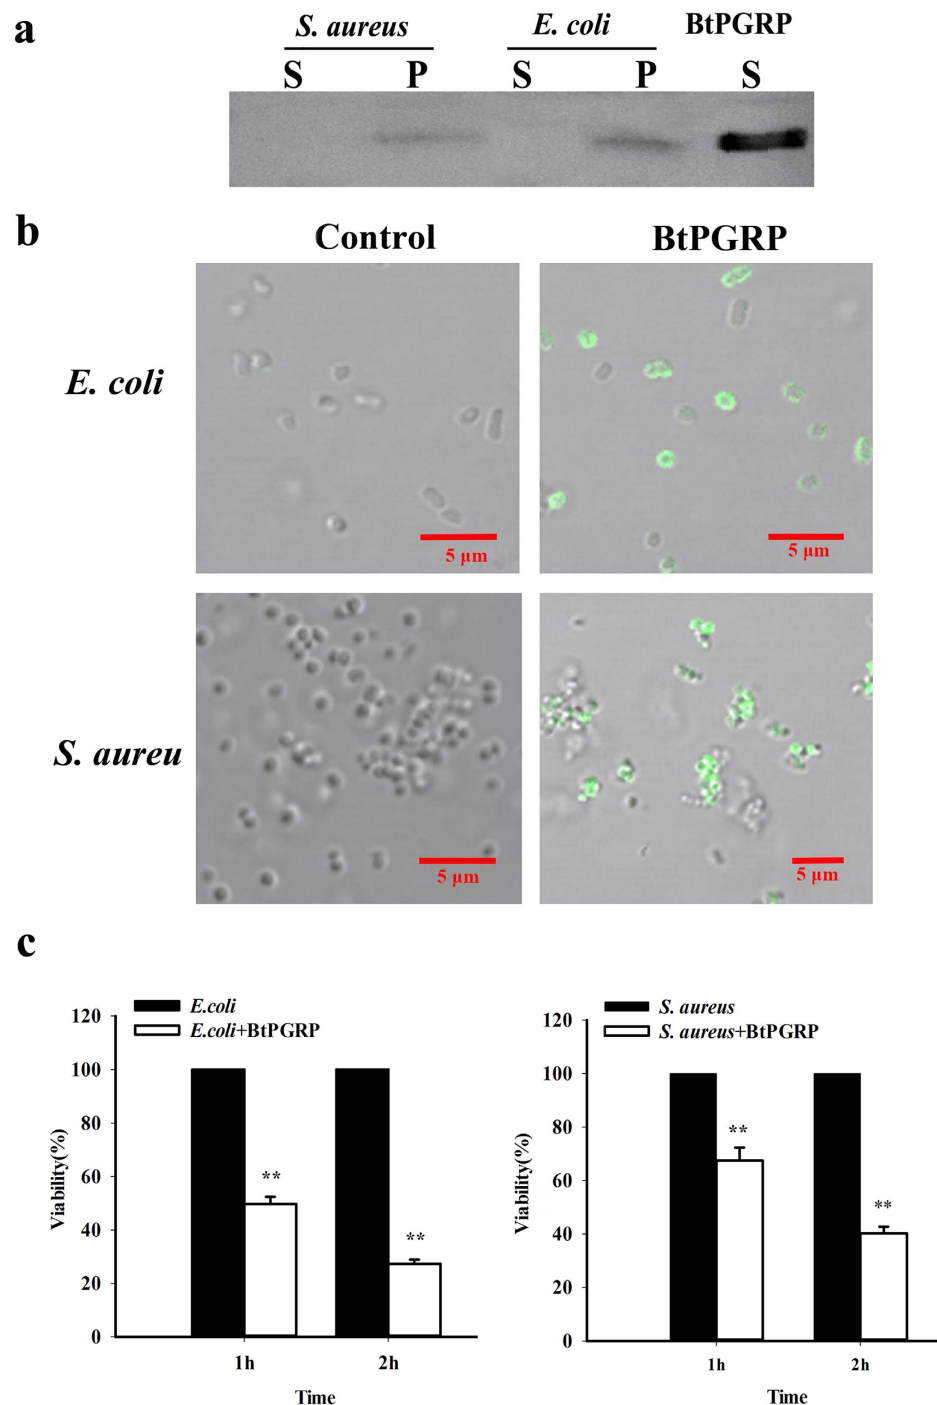 a
S. aureus E. coli BtPGRP
S P S P S
b
Control BtPGRP
E. coli
5 µm 5 µm
S. aureu
5 µm 5 µm
c
E.coli
E.coli+BtPGRP
120
100
80
60
40
20
0
Viability(%)
**
**
1h 2h
Time
S. aureus
S. aureus+BtPGRP
120
100
80
60
40
20
0
Viability(%)
**
**
1h 2h
Time